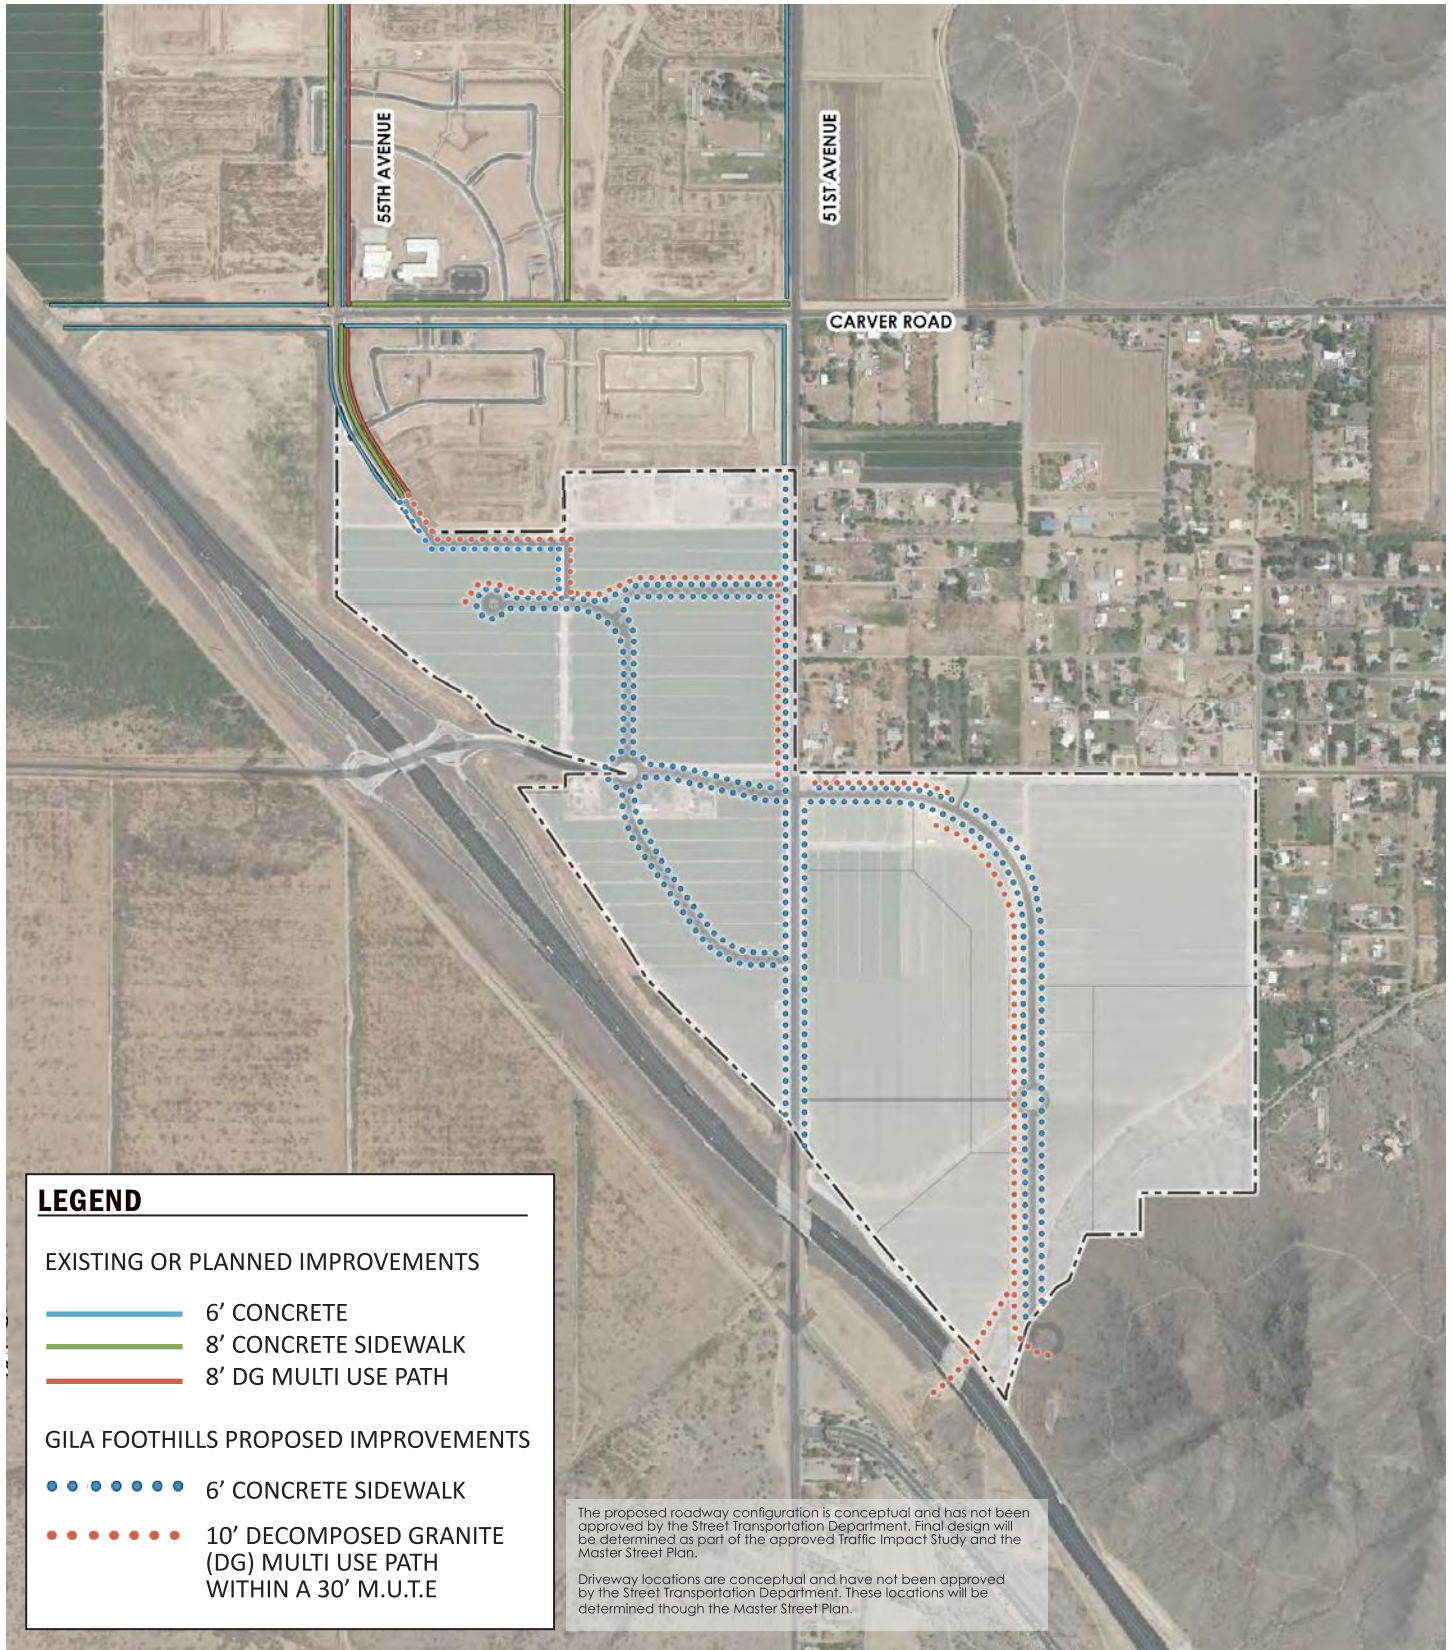 55TH AVENUE
51ST AVENUE
CARVER ROAD
LEGEND
EXISTING OR PLANNED IMPROVEMENTS
6’ CONCRETE
8’ CONCRETE SIDEWALK
8’ DG MULTI USE PATH
GILA FOOTHILLS PROPOSED IMPROVEMENTS
6’ CONCRETE SIDEWALK
10’ DECOMPOSED GRANITE
(DG) MULTI USE PATH
WITHIN A 30’ M.U.T.E
The proposed roadway configuration is conceptual and has not been
approved by the Street Transportation Department. Final design will
be determined as part of the approved Traffic Impact Study and the
Master Street Plan.
Driveway locations are conceptual and have not been approved
by the Street Transportation Department. These locations will be
determined though the Master Street Plan.